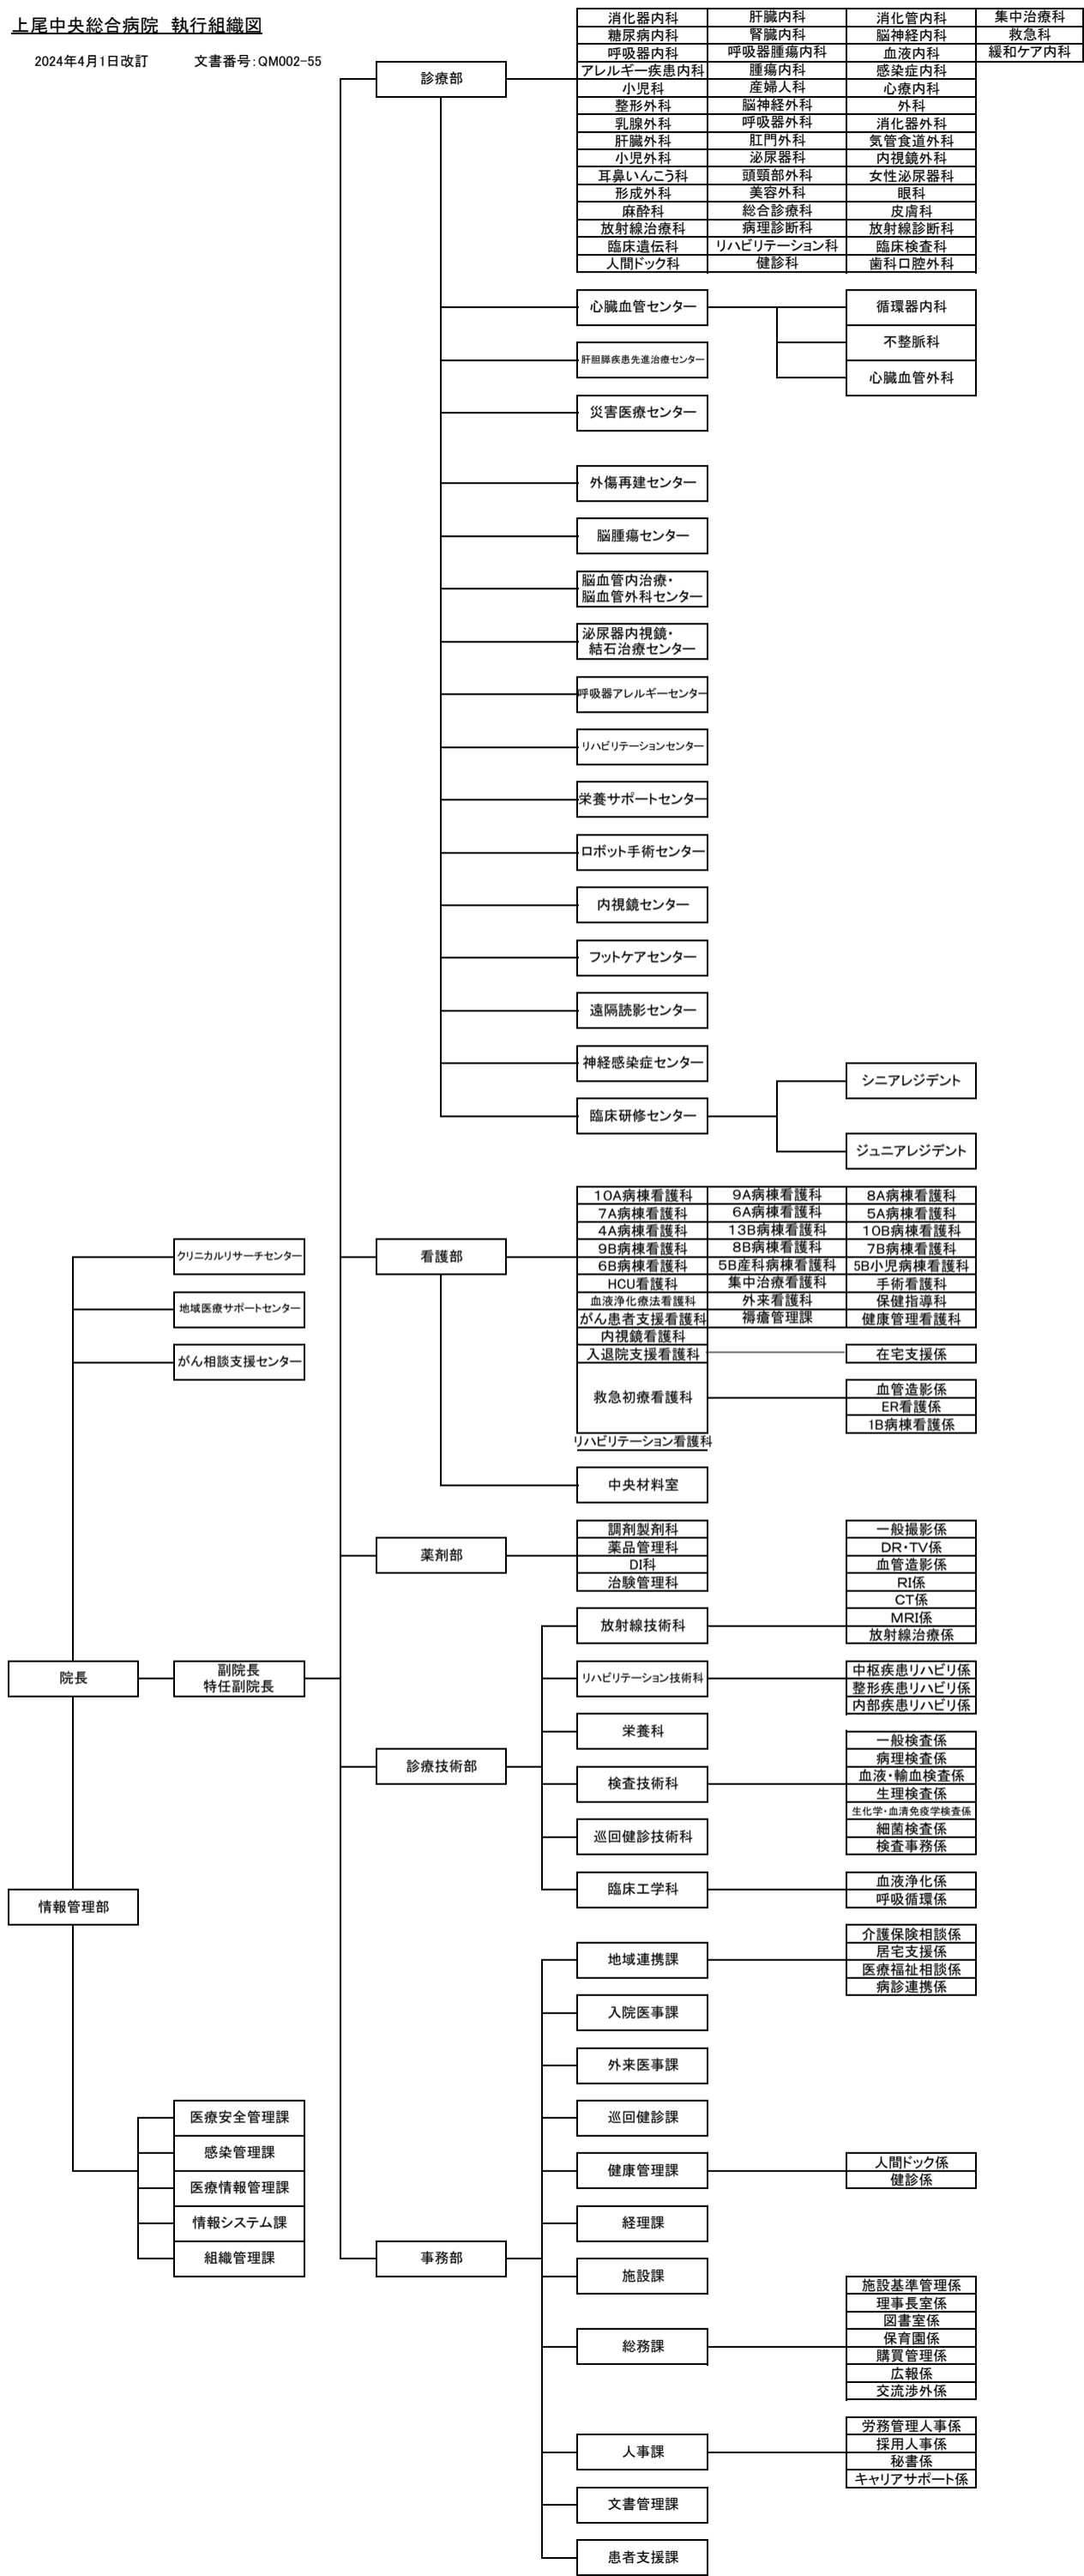 上尾中央総合病院 執行組織図
2024年4月1日改訂 文書番号：QM002-55
診療部
消化器内科 肝臓内科 消化管内科 集中治療科
糖尿病内科 腎臓内科 脳神経内科 救急科
呼吸器内科 呼吸器腫瘍内科 血液内科 緩和ケア内科
アレルギー疾患内科 腫瘍内科 感染症内科
小児科 産婦人科 心療内科
整形外科 脳神経外科 外科
乳腺外科 呼吸器外科 消化器外科
肝臓外科 肛門外科 気管食道外科
小児外科 泌尿器科 内視鏡外科
耳鼻いんこう科 頭頸部外科 女性泌尿器科
形成外科 美容外科 眼科
麻酔科 総合診療科 皮膚科
放射線治療科 病理診断科 放射線診断科
臨床遺伝科 リハビリテーション科 臨床検査科
人間ドック科 健診科 歯科口腔外科
心臓血管センター
循環器内科
不整脈科
心臓血管外科
肝胆膵疾患先進治療センター
災害医療センター
外傷再建センター
脳腫瘍センター
脳血管内治療・
脳血管外科センター
泌尿器内視鏡・
結石治療センター
呼吸器アレルギーセンター
リハビリテーションセンター
栄養サポートセンター
ロボット手術センター
内視鏡センター
フットケアセンター
遠隔読影センター
神経感染症センター
臨床研修センター
シニアレジデント
ジュニアレジデント
クリニカルリサーチセンター
地域医療サポートセンター
がん相談支援センター
看護部
10A病棟看護科 9A病棟看護科 8A病棟看護科
7A病棟看護科 6A病棟看護科 5A病棟看護科
4A病棟看護科 13B病棟看護科 10B病棟看護科
9B病棟看護科 8B病棟看護科 7B病棟看護科
6B病棟看護科 5B産科病棟看護科 5B小児病棟看護科
HCU看護科 集中治療看護科 手術看護科
血液浄化療法看護科 外来看護科 保健指導科
がん患者支援看護科 褥瘡管理課 健康管理看護科
内視鏡看護科
入退院支援看護科 在宅支援係
救急初療看護科
血管造影係
ER看護係
1B病棟看護係
リハビリテーション看護科
中央材料室
薬剤部
調剤製剤科
薬品管理科
DI科
治験管理科
院長
副院長
特任副院長
診療技術部
放射線技術科
一般撮影係
DR・TV係
血管造影係
RI係
CT係
MRI係
放射線治療係
リハビリテーション技術科
中枢疾患リハビリ係
整形疾患リハビリ係
内部疾患リハビリ係
栄養科
検査技術科
一般検査係
病理検査係
血液・輸血検査係
生理検査係
生化学・血清免疫学検査係
細菌検査係
検査事務係
巡回健診技術科
臨床工学科
血液浄化係
呼吸循環係
情報管理部
医療安全管理課
感染管理課
医療情報管理課
情報システム課
組織管理課
事務部
地域連携課
介護保険相談係
居宅支援係
医療福祉相談係
病診連携係
入院医事課
外来医事課
巡回健診課
健康管理課
人間ドック係
健診係
経理課
施設課
総務課
施設基準管理係
理事長室係
図書室係
保育園係
購買管理係
広報係
交流渉外係
人事課
労務管理人事係
採用人事係
秘書係
キャリアサポート係
文書管理課
患者支援課